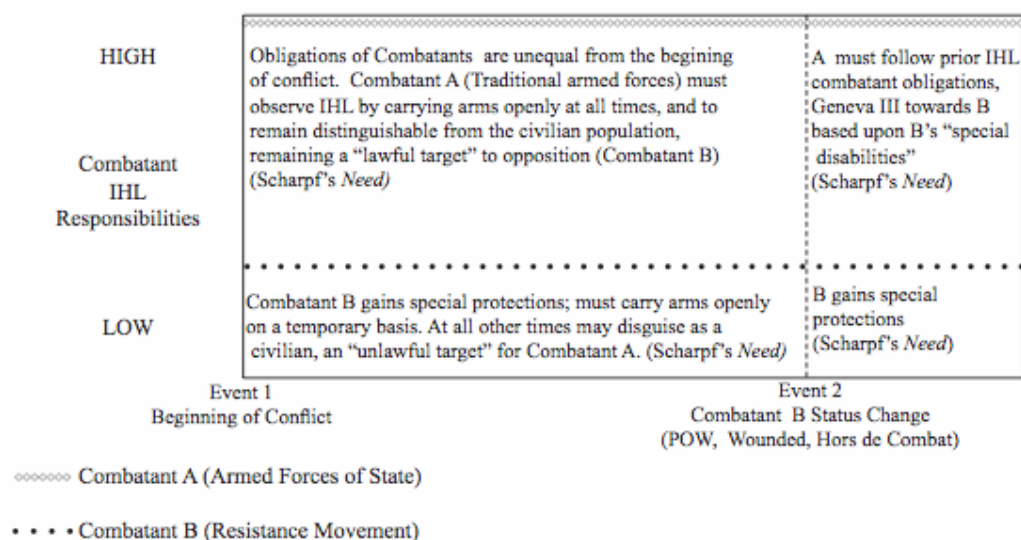 HIGH
Combatant
IHL
Responsibilities
LOW
Obligations of Combatants are unequal from the begining
of conflict. Combatant A (Traditional armed forces) must
observe IHL by carrying arms openly at all times, and to
remain distinguishable from the civilian population,
remaining a “lawful target” to opposition (Combatant B)
(Scharpf’s Need)
A must follow prior IHL
combatant obligations,
Geneva III towards B
based upon B’s “special
disabilities”
(Scharpf’s Need)
Combatant B gains special protections; must carry arms openly
on a temporary basis. At all other times may disguise as a
civilian, an “unlawful target” for Combatant A. (Scharpf’s Need)
B gains special
protections
(Scharpf’s Need)
Event 1
Beginning of Conflict
Event 2
Combatant B Status Change
(POW, Wounded, Hors de Combat)
Combatant A (Armed Forces of State)
Combatant B (Resistance Movement)